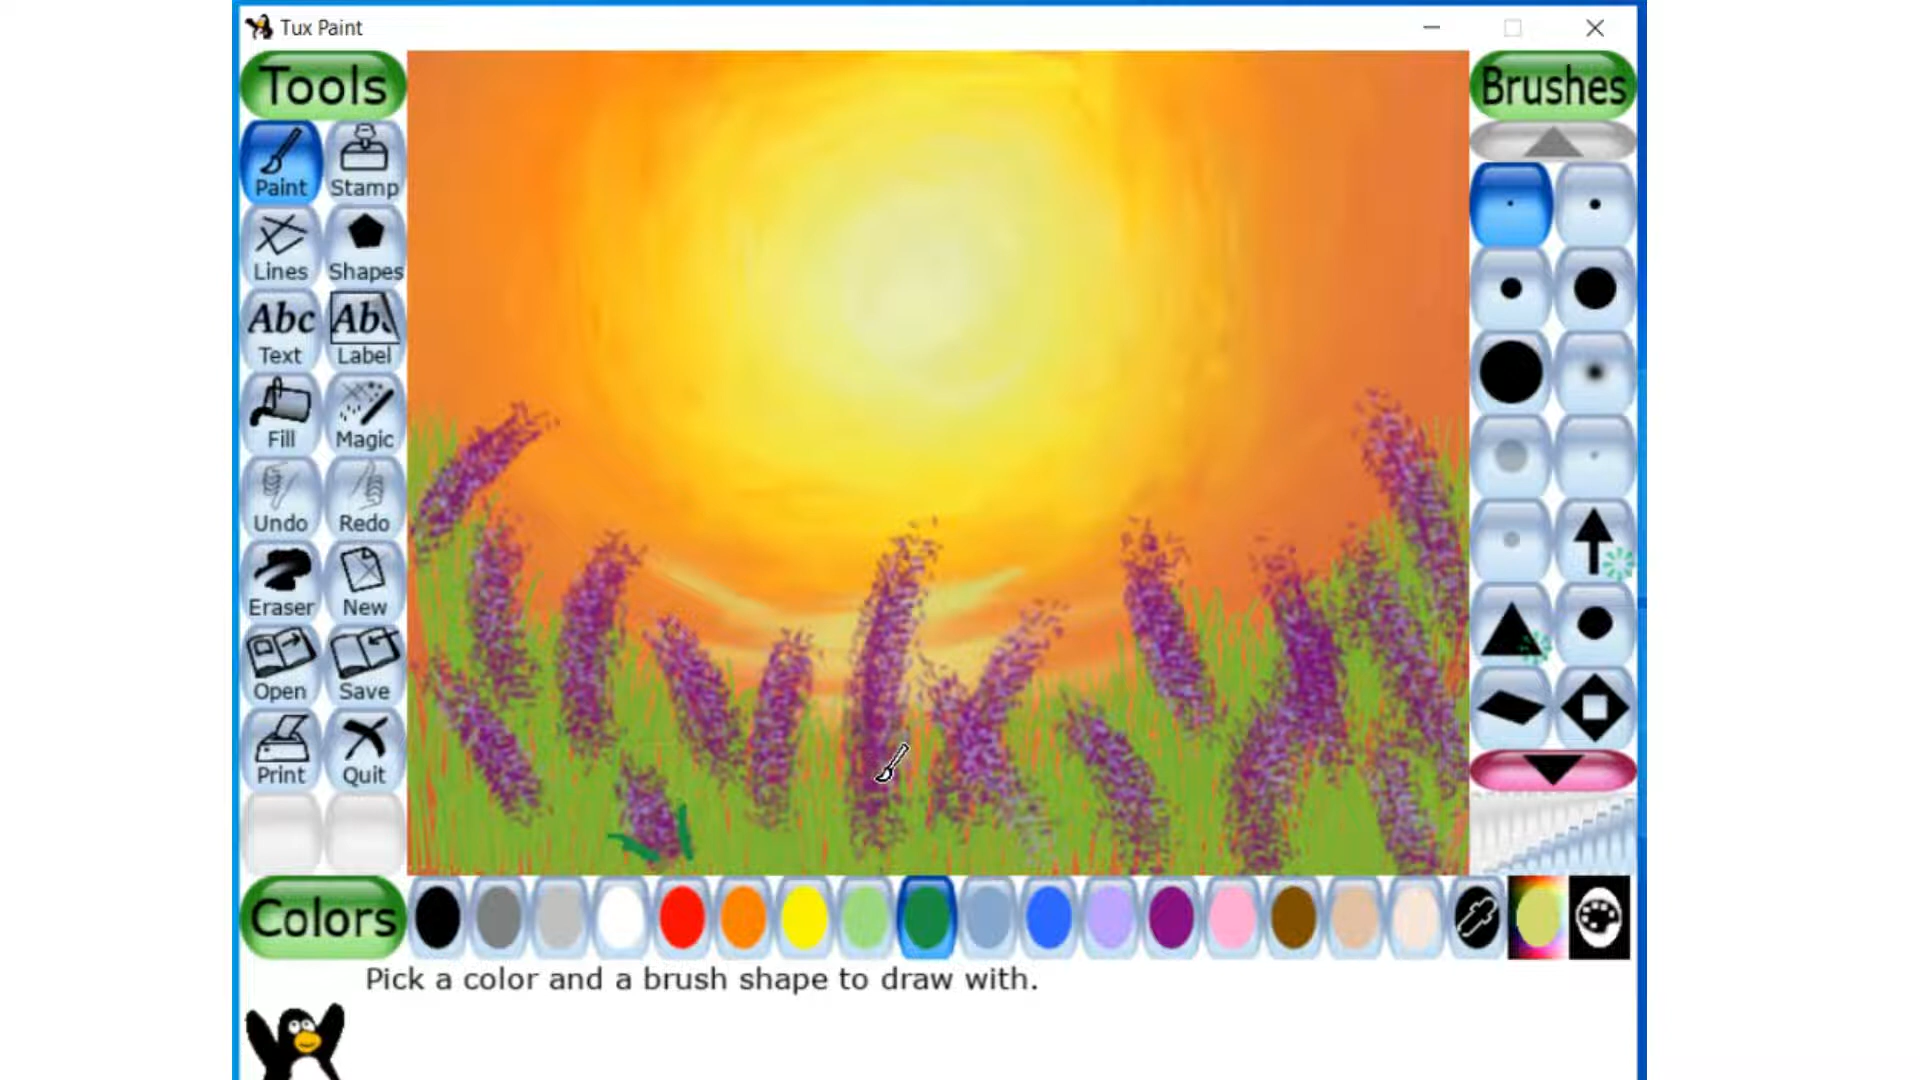 Tux Paint
Tools
Brushes
Paint Stamp
Lines Shapes
Abc Abc
Text Label
Fill Magic
Undo Redo
Eraser New
Open Save
Print Quit
Colors
Pick a color and a brush shape to draw with.